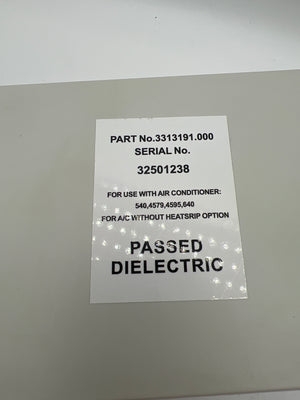 PART No.3313191.000
SERIAL No.
32501238
FOR USE WITH AIR CONDITIONER:
540,4579,4595,640
FOR A/C WITHOUT HEATSRIP OPTION
PASSED
DIELECTRIC